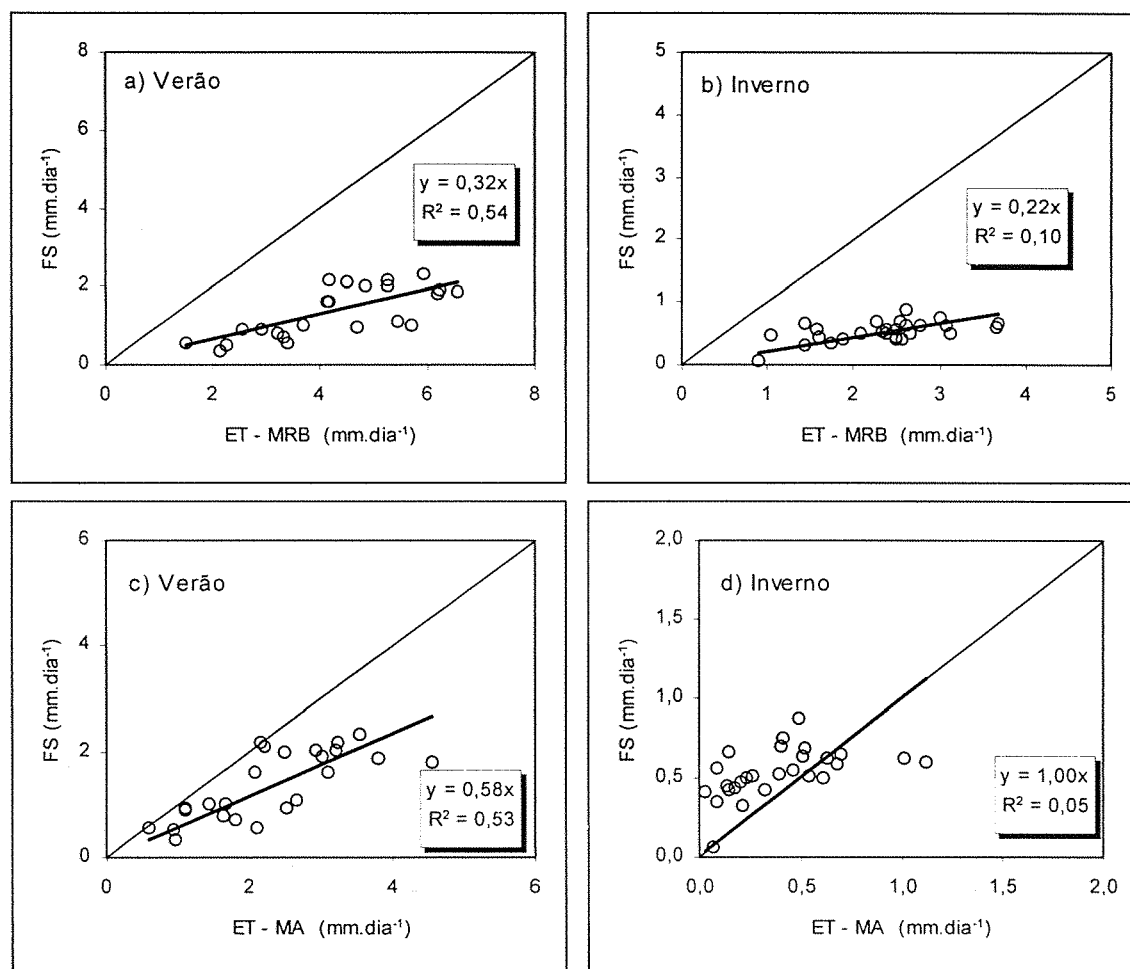 a) Verão
8
6
4
2
0
FS (mm.dia-1)
y = 0,32x
R² = 0,54
0 2 4 6 8
ET - MRB (mm.dia-1)
b) Inverno
5
4
3
2
1
0
FS (mm.dia-1)
y = 0,22x
R² = 0,10
0 1 2 3 4 5
ET - MRB (mm.dia-1)
c) Verão
6
4
2
0
FS (mm.dia-1)
y = 0,58x
R² = 0,53
0 2 4 6
ET - MA (mm.dia-1)
d) Inverno
2,0
1,5
1,0
0,5
0,0
FS (mm.dia-1)
y = 1,00x
R² = 0,05
0,0 0,5 1,0 1,5 2,0
ET - MA (mm.dia-1)